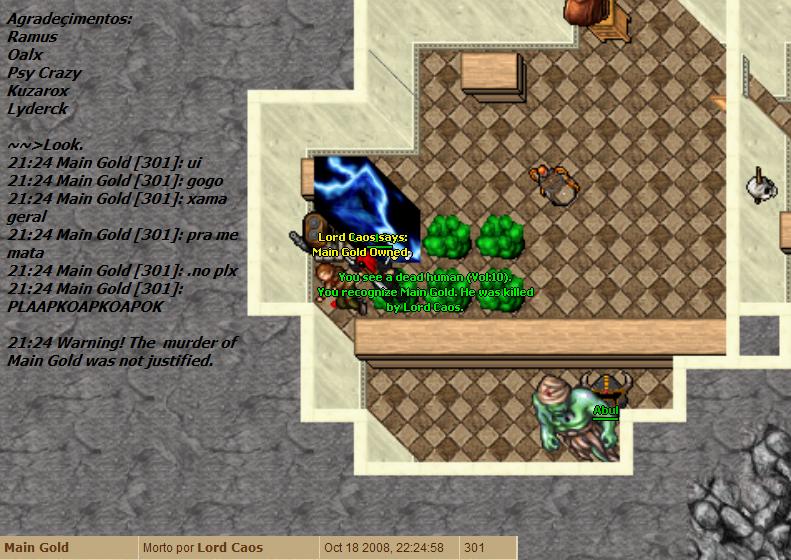 Agradeçimentos:
Ramus
Oalx
Psy Crazy
Kuzarox
Lyderck
~~>Look.
21:24 Main Gold [301]: ui
21:24 Main Gold [301]: gogo
21:24 Main Gold [301]: xama
geral
21:24 Main Gold [301]: pra me
mata
21:24 Main Gold [301]: .no plx
21:24 Main Gold [301]:
PLAAPKOAPKOAPOK
21:24 Warning! The murder of
Main Gold was not justified.
Lord Caos says:
Main Gold Owned.
You see a dead human (Vol:10).
You recognize Main Gold. He was killed
by Lord Caos.
Abul
Main Gold Morto por Lord Caos Oct 18 2008, 22:24:58 301